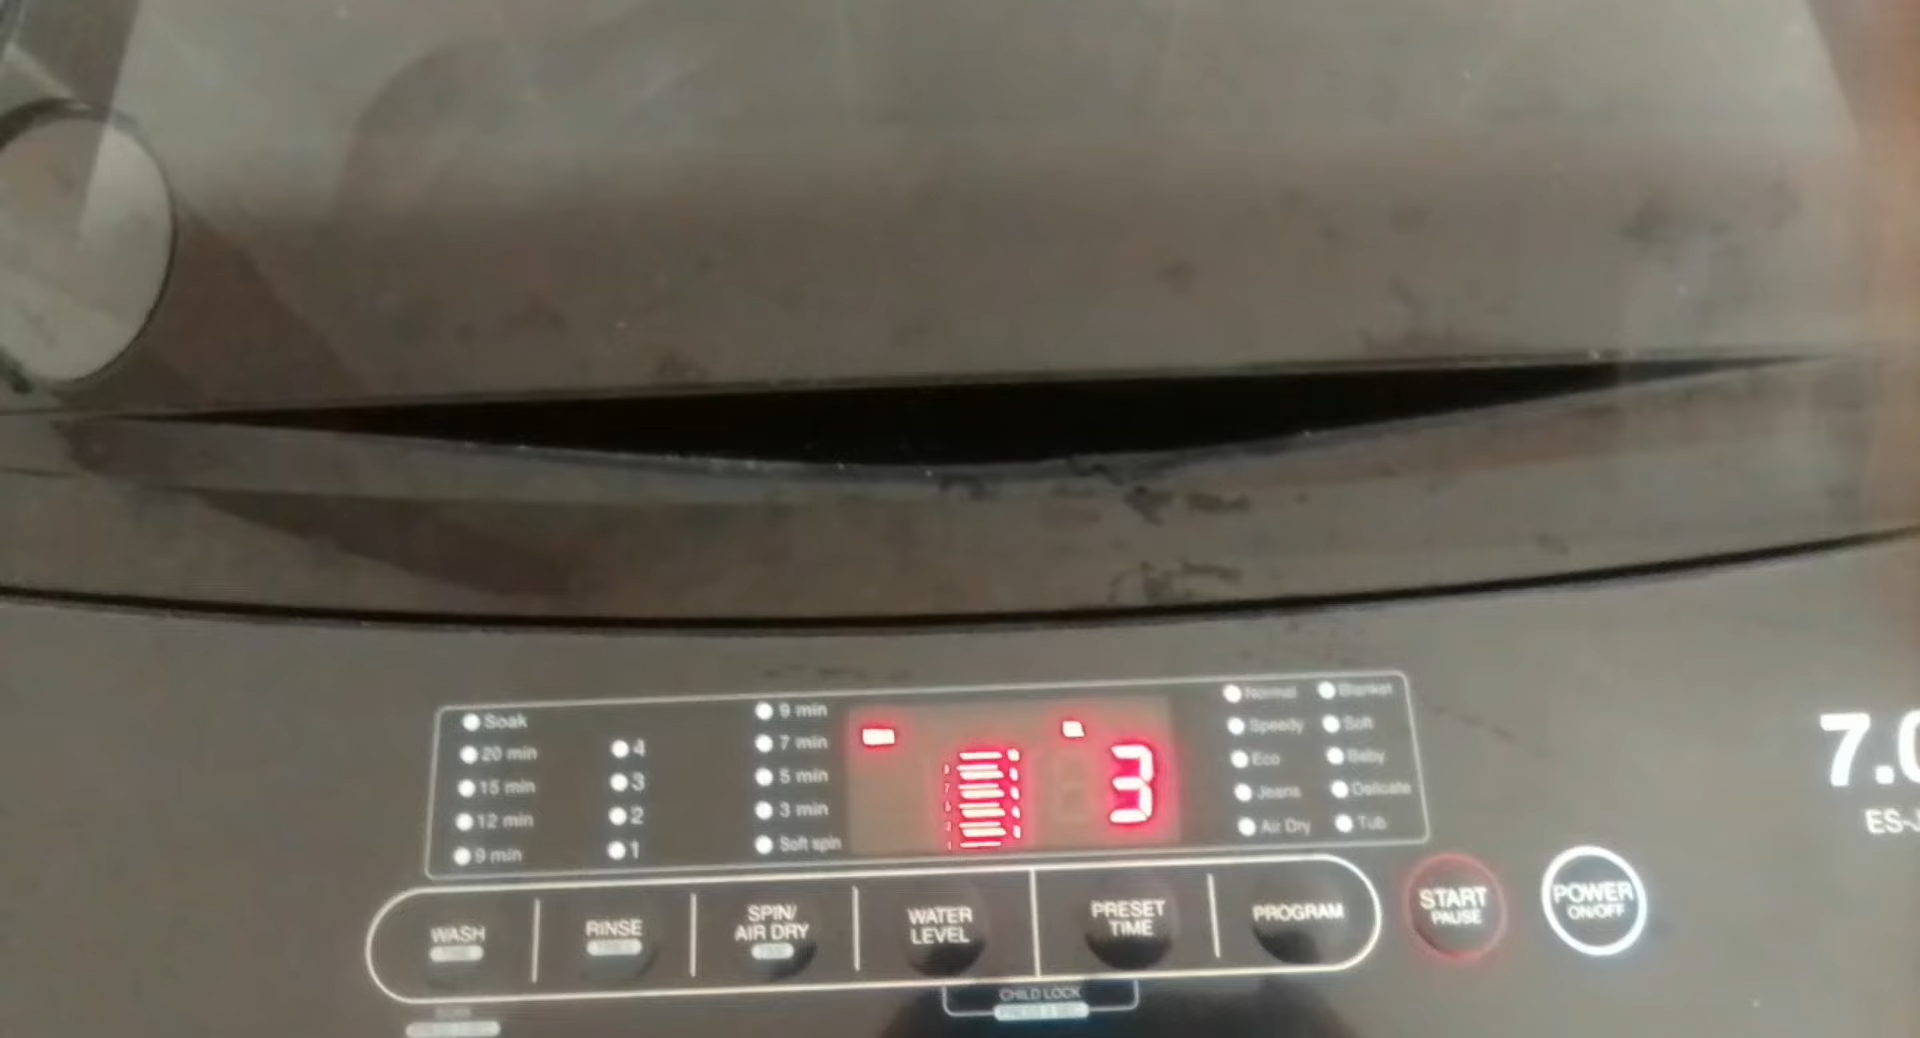 Soak
20 min
15 min
12 min
9 min
4
3
2
1
9 min
7 min
5 min
3 min
Soft spin
3
Normal
Speedy
Eco
Jeans
Air Dry
Blanket
Soft
Baby
Delicate
Tub
7.0
ES-J
WASH
RINSE
SPIN/
AIR DRY
WATER
LEVEL
PRESET
TIME
PROGRAM
START
PAUSE
POWER
ON/OFF
CHILD LOCK